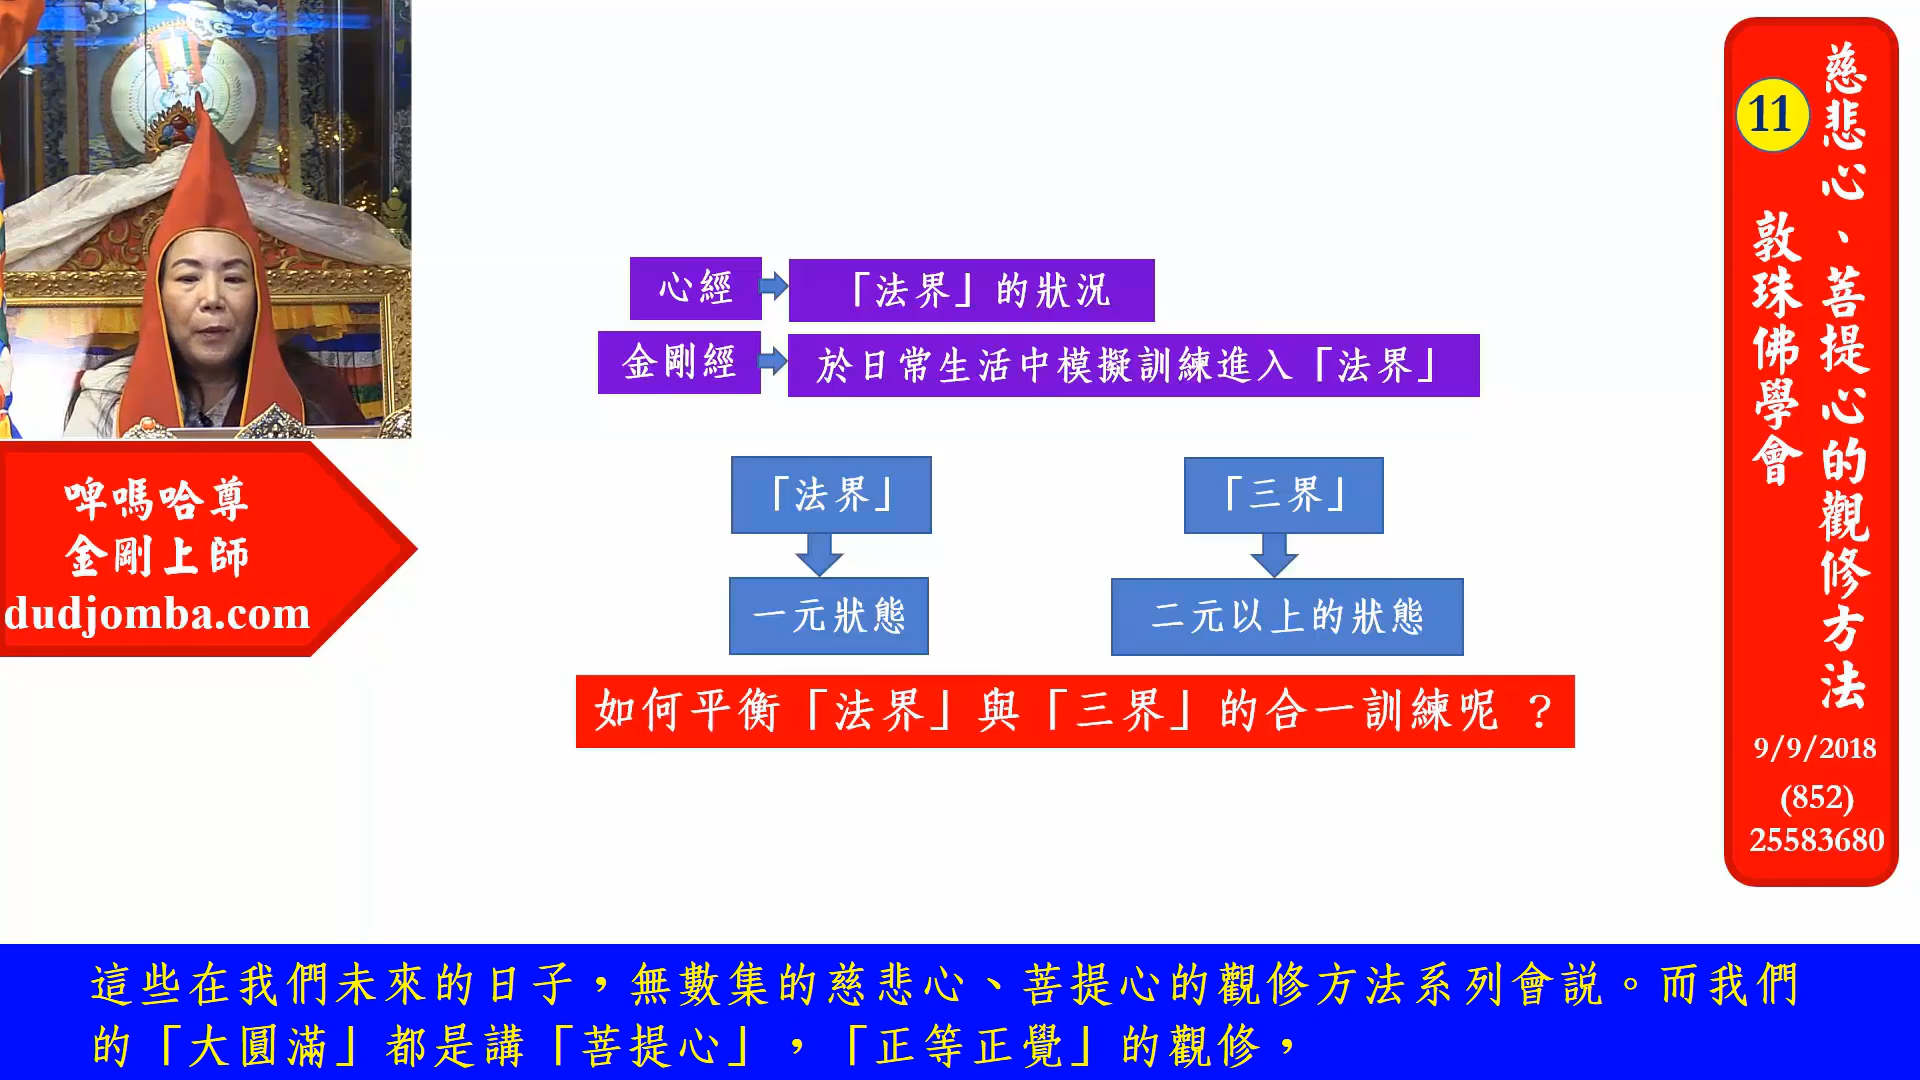 心經
「法界」的狀況
金剛經
於日常生活中模擬訓練進入「法界」
「法界」
「三界」
一元狀態
二元以上的狀態
如何平衡「法界」與「三界」的合一訓練呢 ?
啤嗎哈尊
金剛上師
dudjomba.com
慈悲心、菩提心的觀修方法
11
敦珠佛學會
9/9/2018
(852)
25583680
這些在我們未來的日子，無數集的慈悲心、菩提心的觀修方法系列會說。而我們
的「大圓滿」都是講「菩提心」，「正等正覺」的觀修，